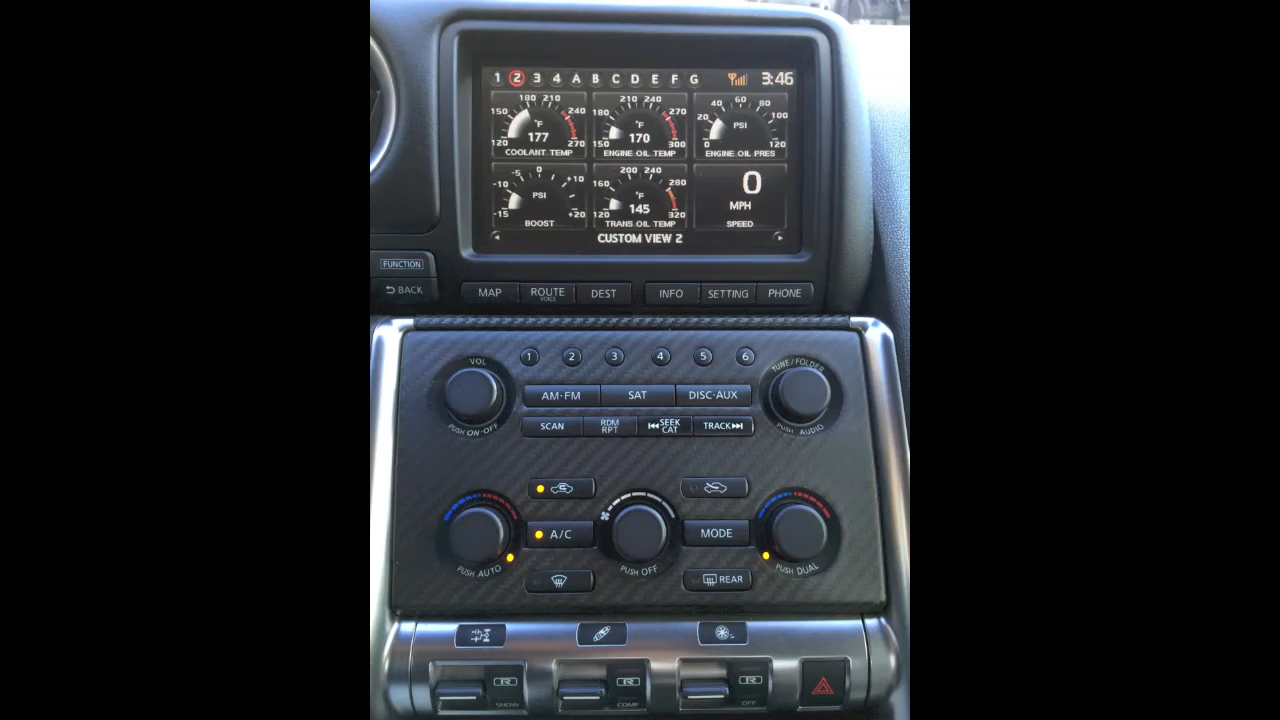 1 2 3 4 A B C D E F G 3:46
120 150 180 210 240 270 °F 177 COOLANT TEMP
150 180 210 240 270 300 °F 170 ENGINE OIL TEMP
0 20 40 60 80 100 120 PSI ENGINE OIL PRES
-15 -10 -5 0 +10 +20 PSI BOOST
120 160 200 240 280 320 °F 145 TRANS OIL TEMP
0 MPH SPEED
CUSTOM VIEW 2
FUNCTION
BACK
MAP ROUTE VOICE DEST INFO SETTING PHONE
1 2 3 4 5 6
VOL
PUSH ON·OFF
TUNE/FOLDER
PUSH AUDIO
AM·FM SAT DISC·AUX
SCAN RDM RPT SEEK CAT TRACK
A/C MODE
PUSH AUTO PUSH OFF PUSH DUAL
REAR
R R R
SNOW COMF OFF